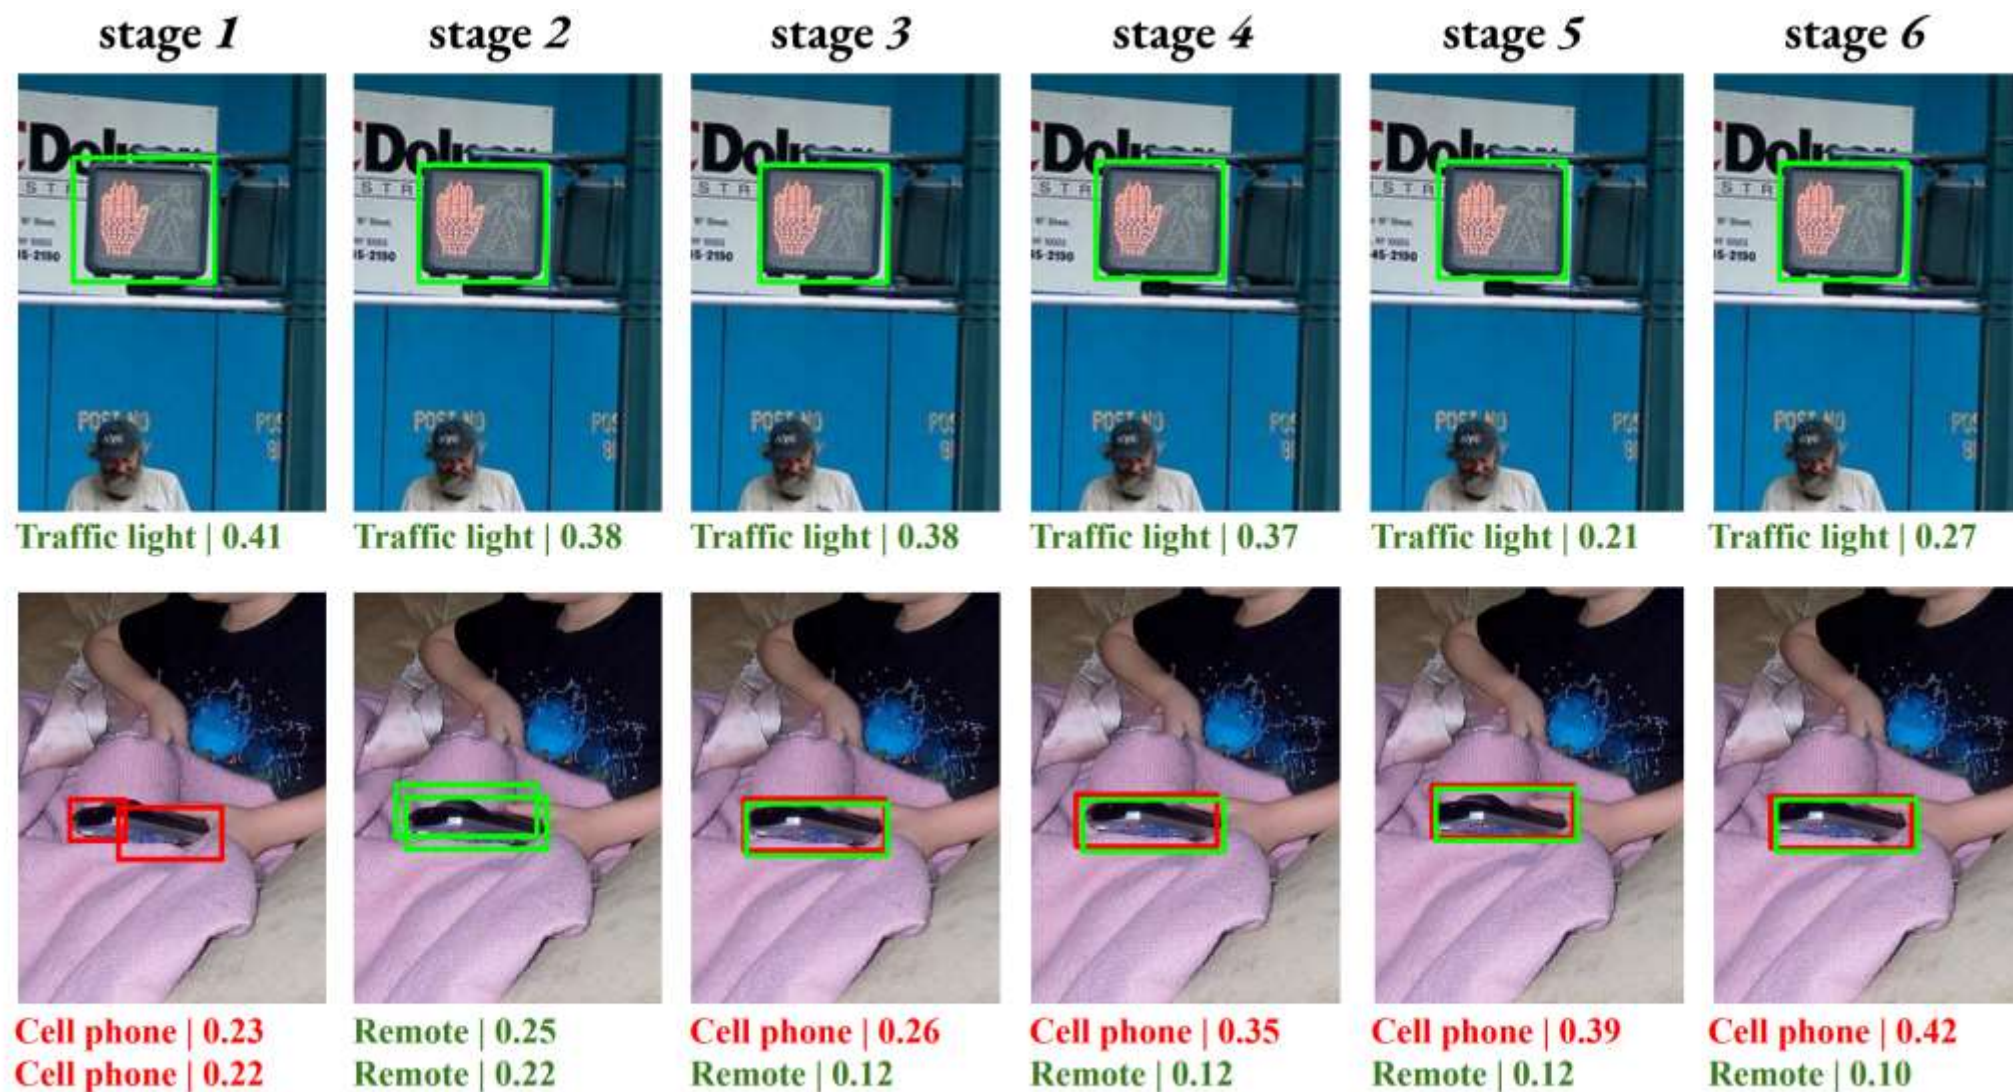 stage 1 stage 2 stage 3 stage 4 stage 5 stage 6
Traffic light | 0.41 Traffic light | 0.38 Traffic light | 0.38 Traffic light | 0.37 Traffic light | 0.21 Traffic light | 0.27
Cell phone | 0.23 Remote | 0.25 Cell phone | 0.26 Cell phone | 0.35 Cell phone | 0.39 Cell phone | 0.42
Cell phone | 0.22 Remote | 0.22 Remote | 0.12 Remote | 0.12 Remote | 0.12 Remote | 0.10